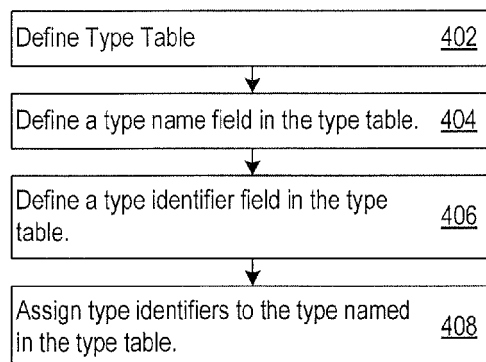 Define Type Table 402
Define a type name field in the type table. 404
Define a type identifier field in the type
table. 406
Assign type identifiers to the type named
in the type table. 408